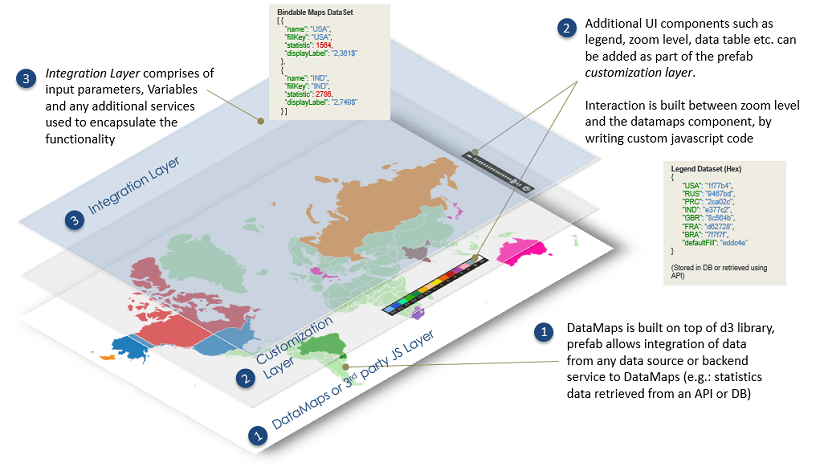 Bindable Maps DataSet
[ {
"name": "USA",
"fillKey": "USA",
"statistic": 1564,
"displayLabel": "2,361$"
},
{
"name": "IND",
"fillKey": "IND",
"statistic": 2786,
"displayLabel": "2,749$"
} ]
2
Additional UI components such as
legend, zoom level, data table etc. can
be added as part of the prefab
customization layer.
Interaction is built between zoom level
and the datamaps component, by
writing custom javascript code
3
Integration Layer comprises of
input parameters, Variables
and any additional services
used to encapsulate the
functionality
Legend Dataset (Hex)
{
"USA": "1f77b4",
"RUS": "9467bd",
"PRC": "2ca02c",
"IND": "e377c2",
"GBR": "8c564b",
"FRA": "d62728",
"BRA": "7f7f7f",
"defaultFill": "eddc4e"
}
(Stored in DB or retrieved using
API)
3 Integration Layer
2 Customization
Layer
1 DataMaps or 3rd party JS Layer
1
DataMaps is built on top of d3 library,
prefab allows integration of data
from any data source or backend
service to DataMaps (e.g.: statistics
data retrieved from an API or DB)